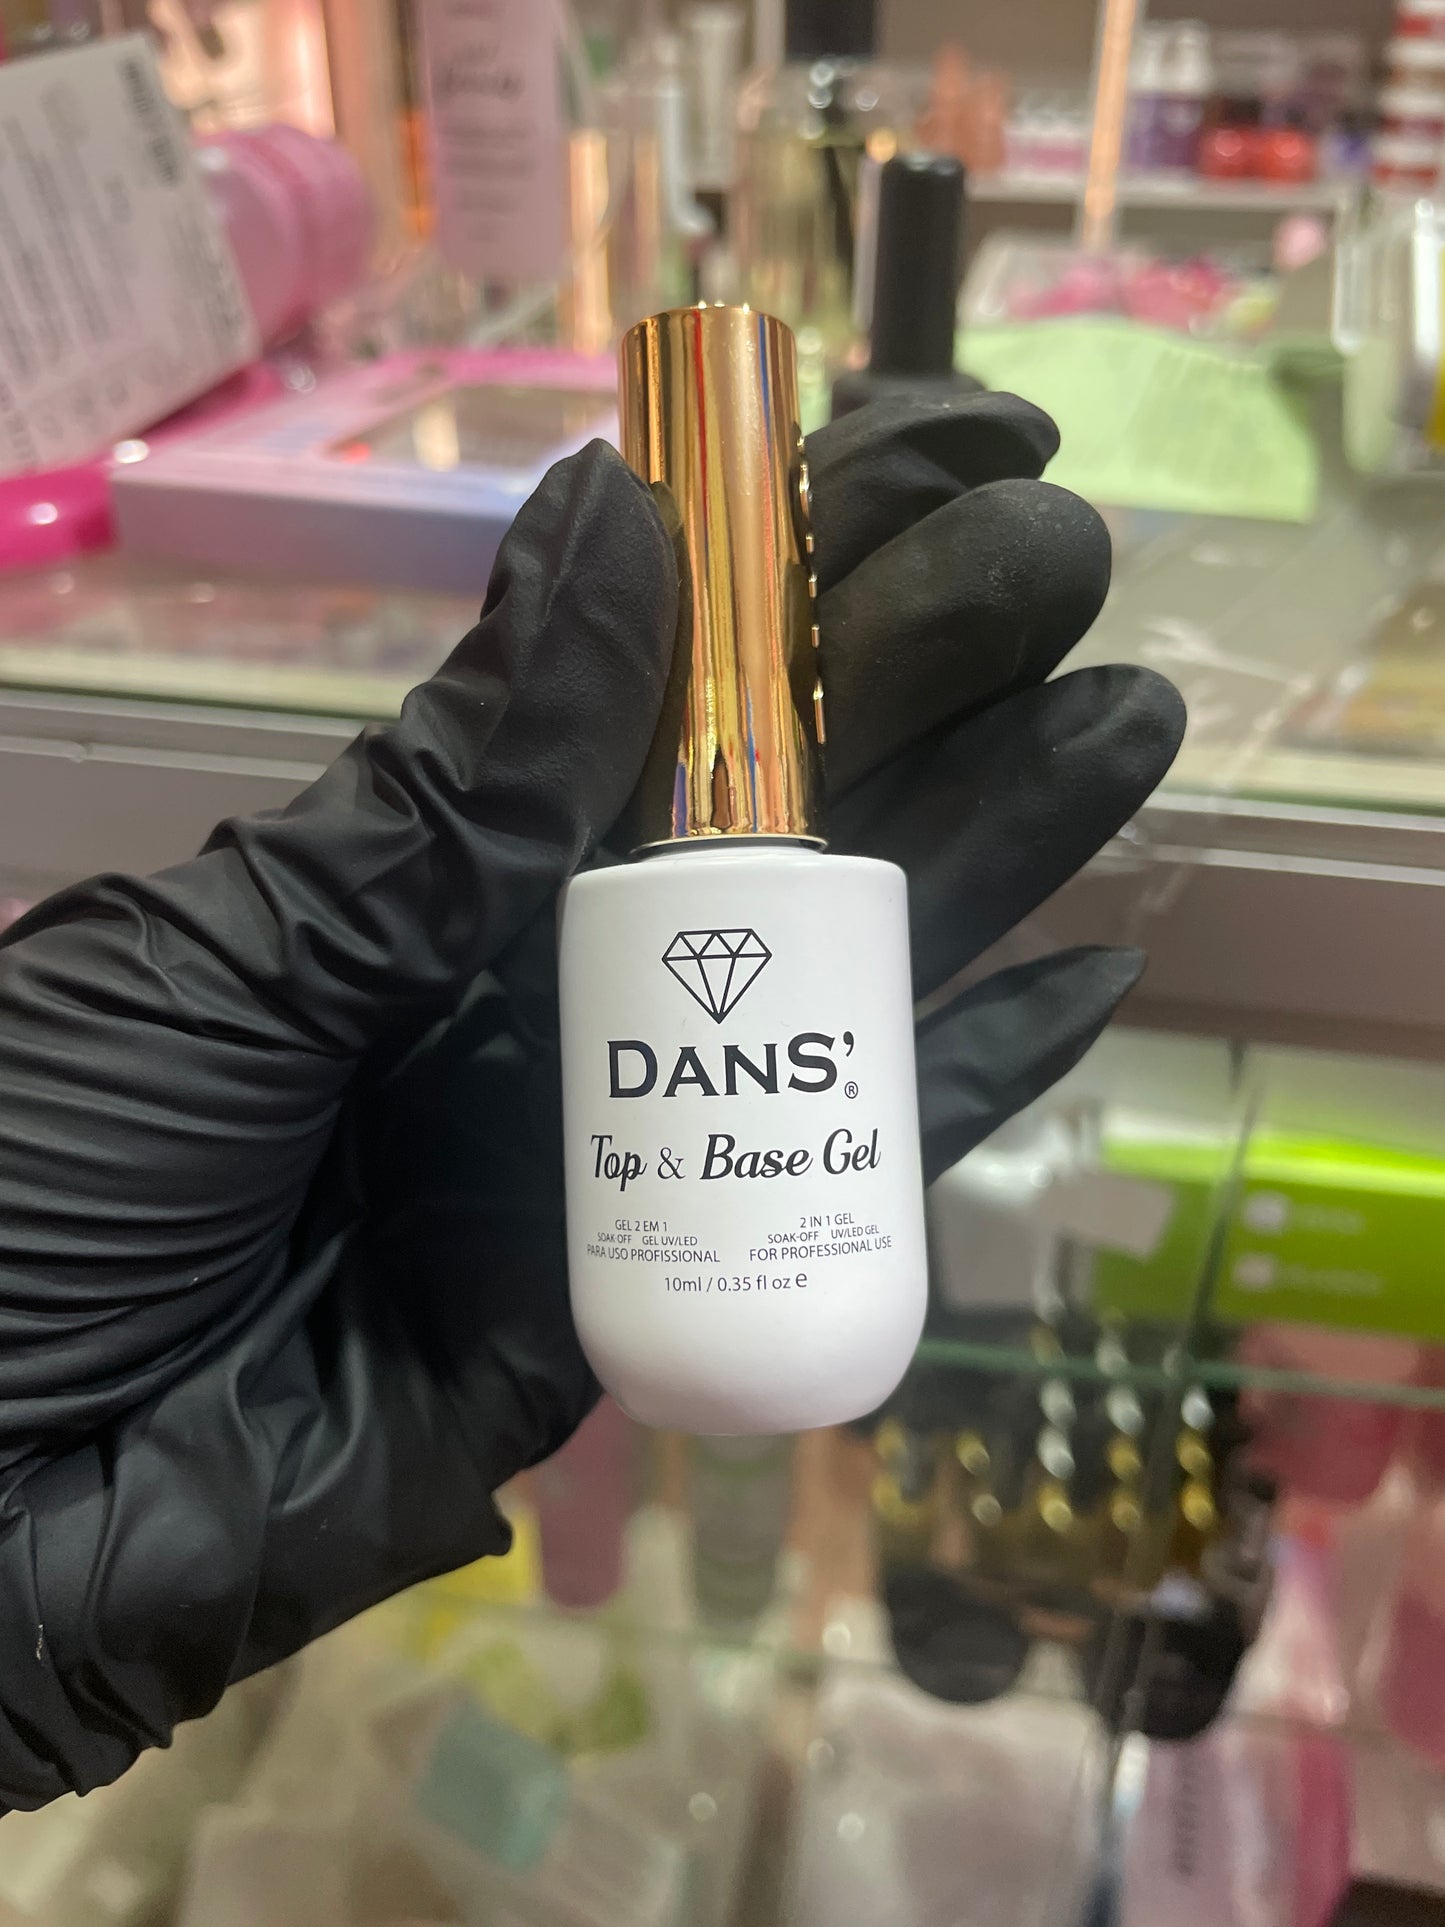 DANS'®
Top & Base Gel
GEL 2 EM 1
SOAK-OFF GEL UV/LED
PARA USO PROFISSIONAL
2 IN 1 GEL
SOAK-OFF UV/LED GEL
FOR PROFESSIONAL USE
10ml / 0.35 fl oz e